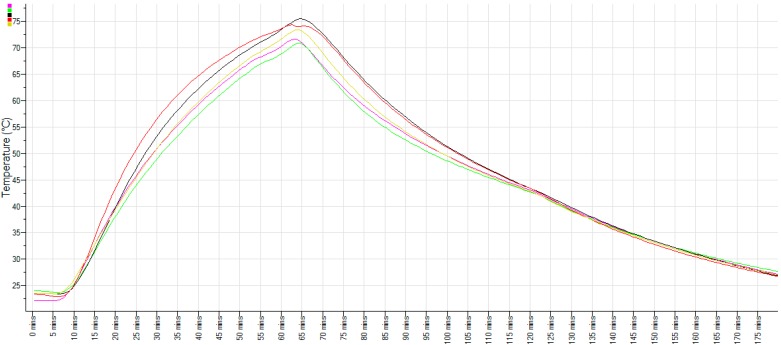 Temperature (°C)
75
70
65
60
55
50
45
40
35
30
25
0 mins
5 mins
10 mins
15 mins
20 mins
25 mins
30 mins
35 mins
40 mins
45 mins
50 mins
55 mins
60 mins
65 mins
70 mins
75 mins
80 mins
85 mins
90 mins
95 mins
100 mins
105 mins
110 mins
115 mins
120 mins
125 mins
130 mins
135 mins
140 mins
145 mins
150 mins
155 mins
160 mins
165 mins
170 mins
175 mins